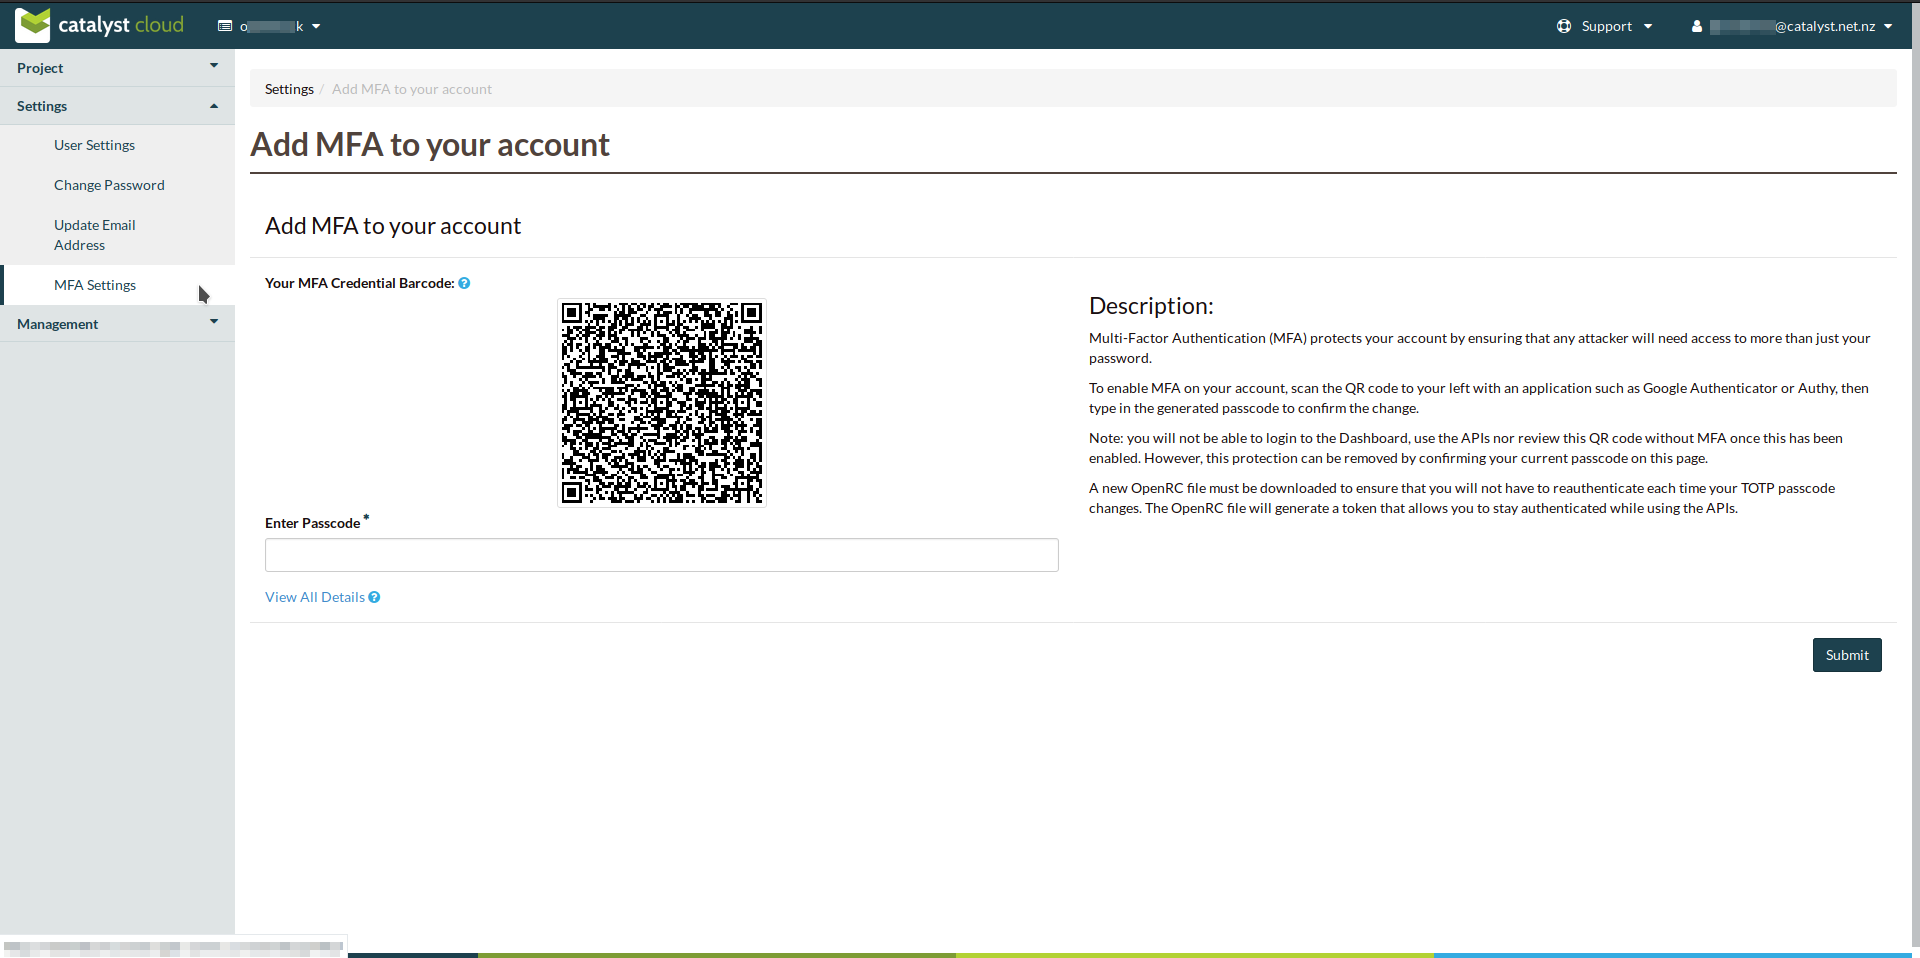 catalyst cloud
Support
@catalyst.net.nz
Project
Settings
User Settings
Change Password
Update Email
Address
MFA Settings
Management
Settings / Add MFA to your account
Add MFA to your account
Add MFA to your account
Your MFA Credential Barcode:
Enter Passcode *
View All Details
Description:
Multi-Factor Authentication (MFA) protects your account by ensuring that any attacker will need access to more than just your
password.
To enable MFA on your account, scan the QR code to your left with an application such as Google Authenticator or Authy, then
type in the generated passcode to confirm the change.
Note: you will not be able to login to the Dashboard, use the APIs nor review this QR code without MFA once this has been
enabled. However, this protection can be removed by confirming your current passcode on this page.
A new OpenRC file must be downloaded to ensure that you will not have to reauthenticate each time your TOTP passcode
changes. The OpenRC file will generate a token that allows you to stay authenticated while using the APIs.
Submit